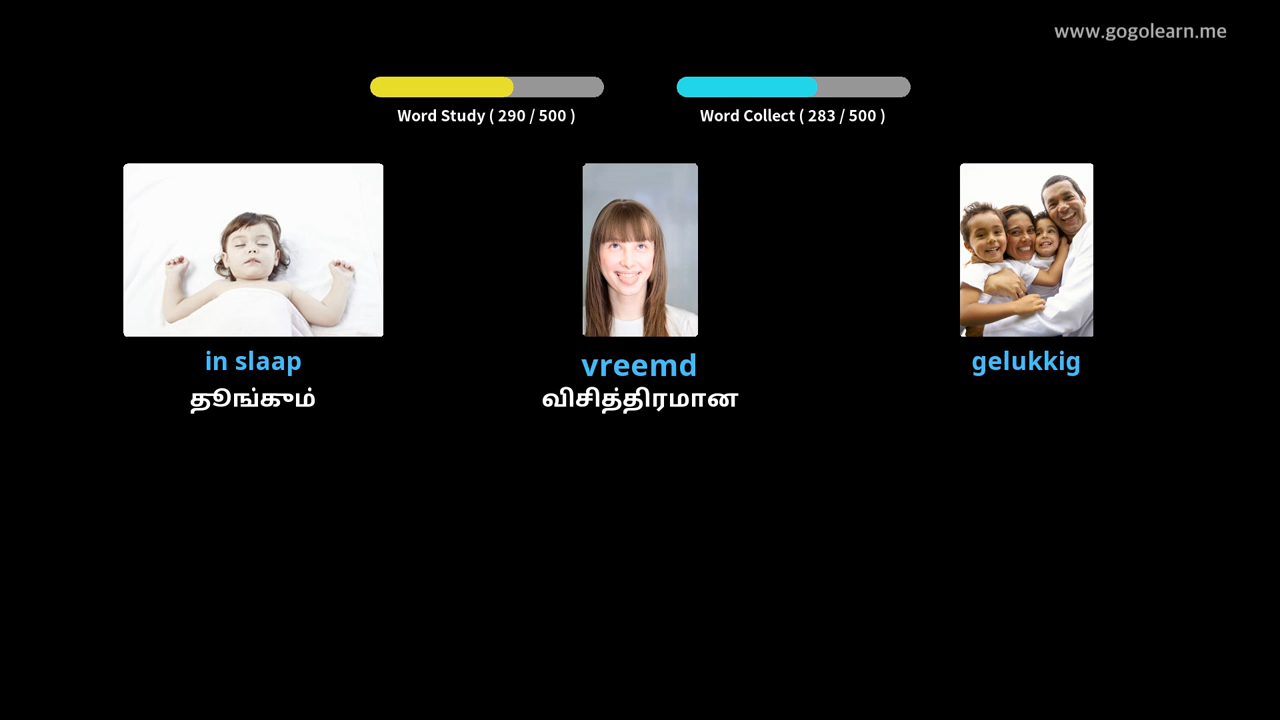 www.gogolearn.me
Word Study ( 290 / 500 )
Word Collect ( 283 / 500 )
in slaap
தூங்கும்
vreemd
விசித்திரமான
gelukkig